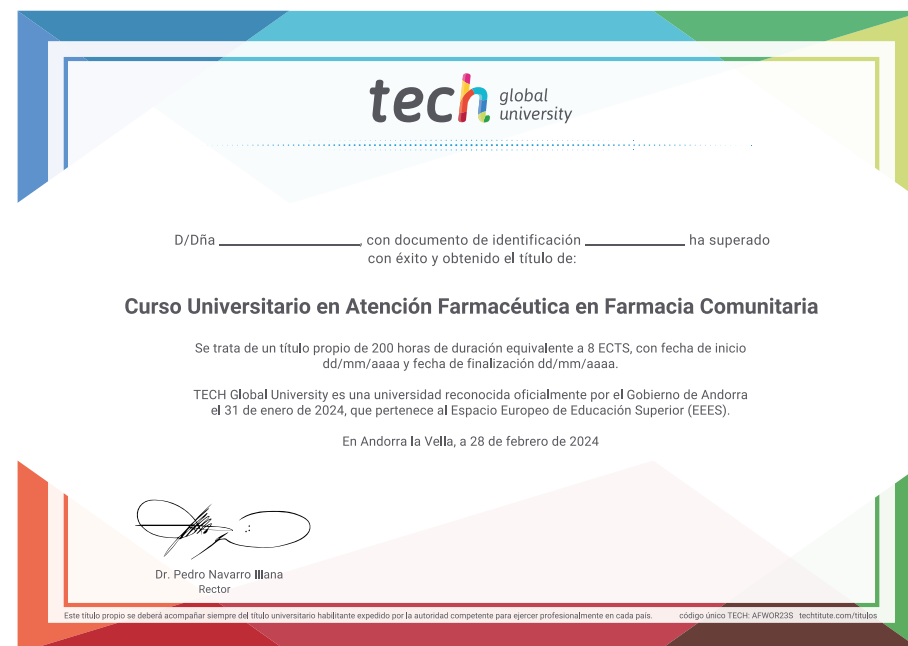 tech global university
D/Dña ____________________, con documento de identificación ______________ ha superado
con éxito y obtenido el título de:
Curso Universitario en Atención Farmacéutica en Farmacia Comunitaria
Se trata de un título propio de 200 horas de duración equivalente a 8 ECTS, con fecha de inicio
dd/mm/aaaa y fecha de finalización dd/mm/aaaa.
TECH Global University es una universidad reconocida oficialmente por el Gobierno de Andorra
el 31 de enero de 2024, que pertenece al Espacio Europeo de Educación Superior (EEES).
En Andorra la Vella, a 28 de febrero de 2024
Dr. Pedro Navarro Illana
Rector
Este título propio se deberá acompañar siempre del título universitario habilitante expedido por la autoridad competente para ejercer profesionalmente en cada país. código único TECH: AFWOR23S techtitute.com/titulos